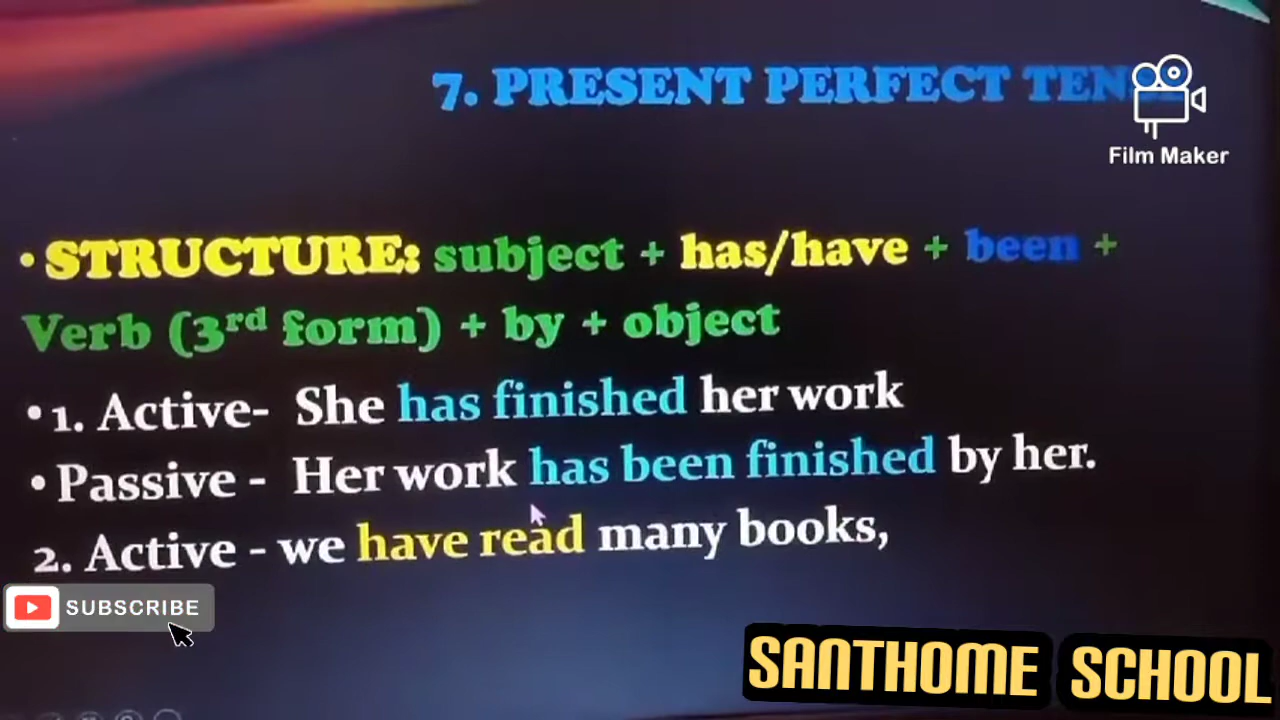 7. PRESENT PERFECT TENSE
Film Maker
• STRUCTURE: subject + has/have + been +
Verb (3rd form) + by + object
• 1. Active- She has finished her work
• Passive - Her work has been finished by her.
2. Active - we have read many books,
SUBSCRIBE
SANTHOME SCHOOL